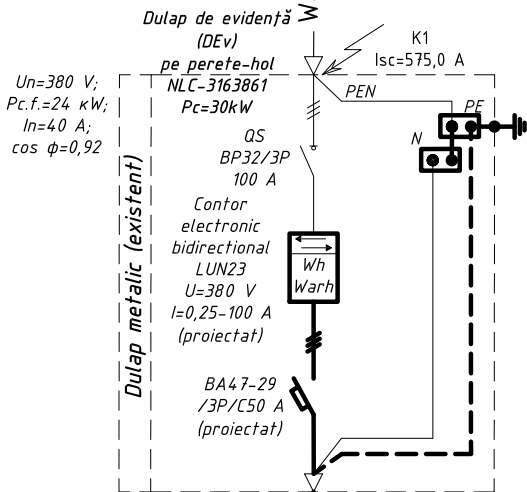 W
Dulap de evidență
(DEv)
pe perete-hol
NLC-3163861
Pc=30kW
K1
Isc=575,0 A
Un=380 V;
Pc.f.=24 кW;
In=40 A;
cos φ=0,92
PEN
PE
N
QS
BP32/3P
100 A
Contor
electronic
bidirectional
LUN23
U=380 V
I=0,25-100 A
(proiectat)
Wh
Warh
Dulap metalic (existent)
BA47-29
/3P/C50 A
(proiectat)